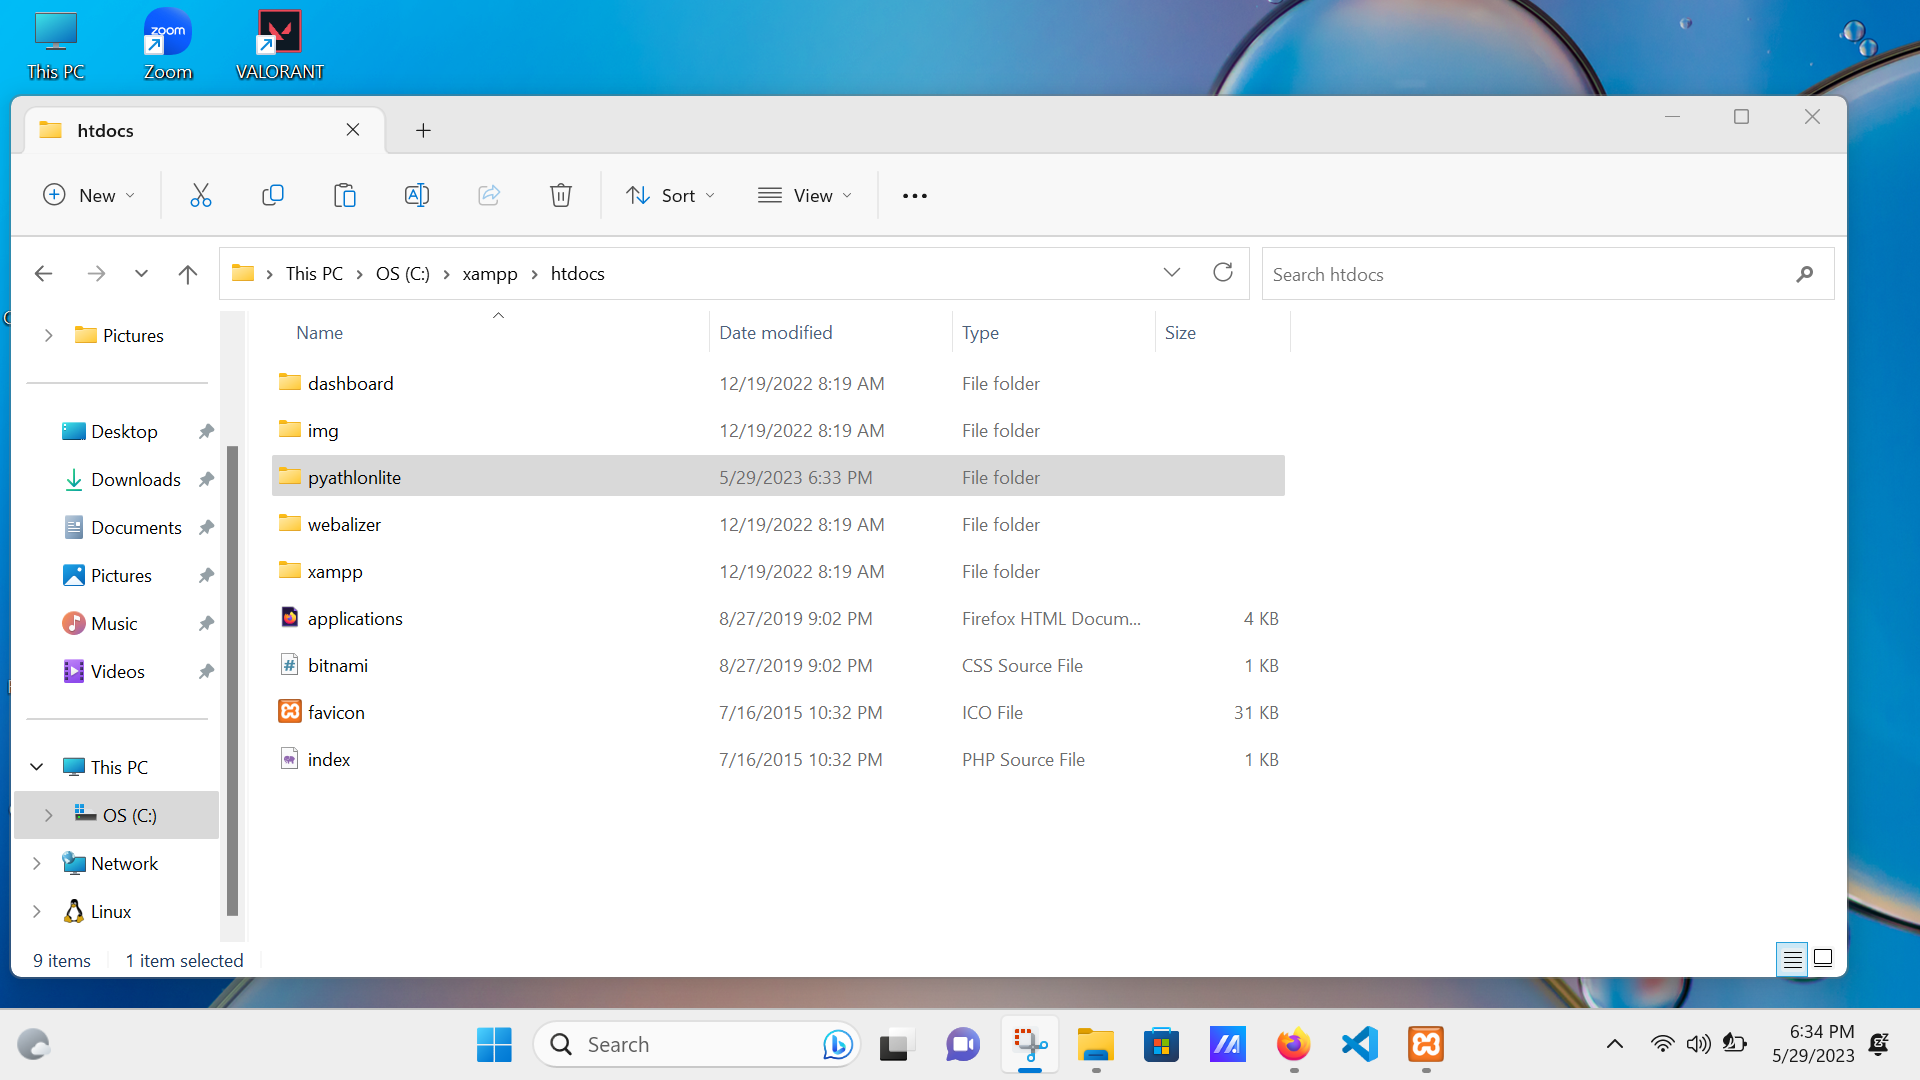 This PC
zoom
Zoom
VALORANT
htdocs
New
Sort
View
This PC
OS (C:)
xampp
htdocs
Search htdocs
Pictures
Desktop
Downloads
Documents
Pictures
Music
Videos
This PC
OS (C:)
Network
Linux
Name Date modified Type Size
dashboard 12/19/2022 8:19 AM File folder
img 12/19/2022 8:19 AM File folder
pyathlonlite 5/29/2023 6:33 PM File folder
webalizer 12/19/2022 8:19 AM File folder
xampp 12/19/2022 8:19 AM File folder
applications 8/27/2019 9:02 PM Firefox HTML Docum... 4 KB
bitnami 8/27/2019 9:02 PM CSS Source File 1 KB
favicon 7/16/2015 10:32 PM ICO File 31 KB
index 7/16/2015 10:32 PM PHP Source File 1 KB
9 items 1 item selected
Search
6:34 PM
5/29/2023